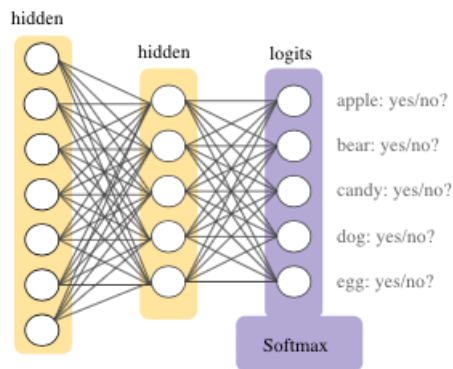 hidden
hidden
logits
apple: yes/no?
bear: yes/no?
candy: yes/no?
dog: yes/no?
egg: yes/no?
Softmax